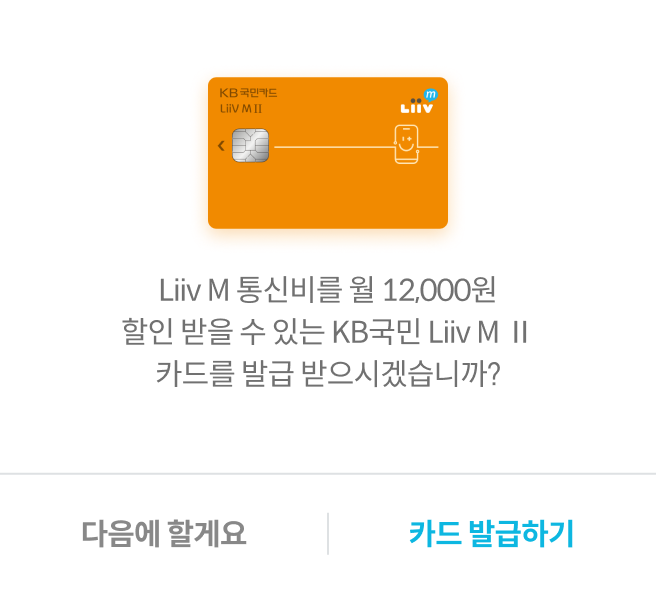 KB국민카드
LiiV M II
m
Liiv
Liiv M 통신비를 월 12,000원
할인 받을 수 있는 KB국민 Liiv M II
카드를 발급 받으시겠습니까?
다음에 할게요
카드 발급하기